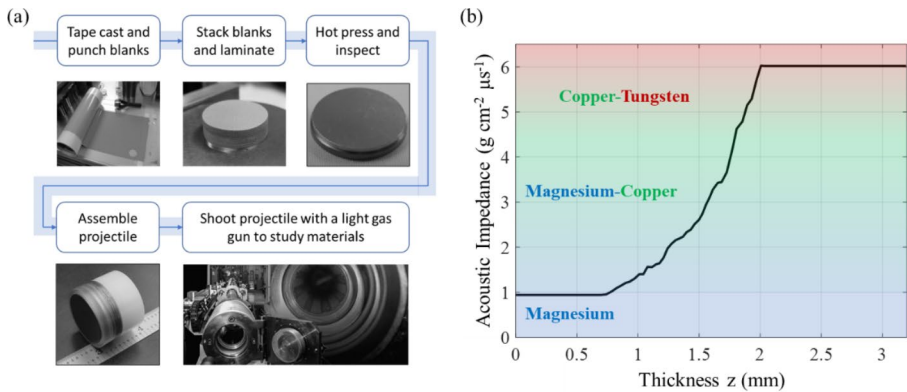 (a)
Tape cast and
punch blanks
Stack blanks
and laminate
Hot press and
inspect
Assemble
projectile
Shoot projectile with a light gas
gun to study materials
(b)
Acoustic Impedance (g cm⁻² μs⁻¹)
6
5
4
3
2
1
0
Copper-Tungsten
Magnesium-Copper
Magnesium
0 0.5 1 1.5 2 2.5 3
Thickness z (mm)